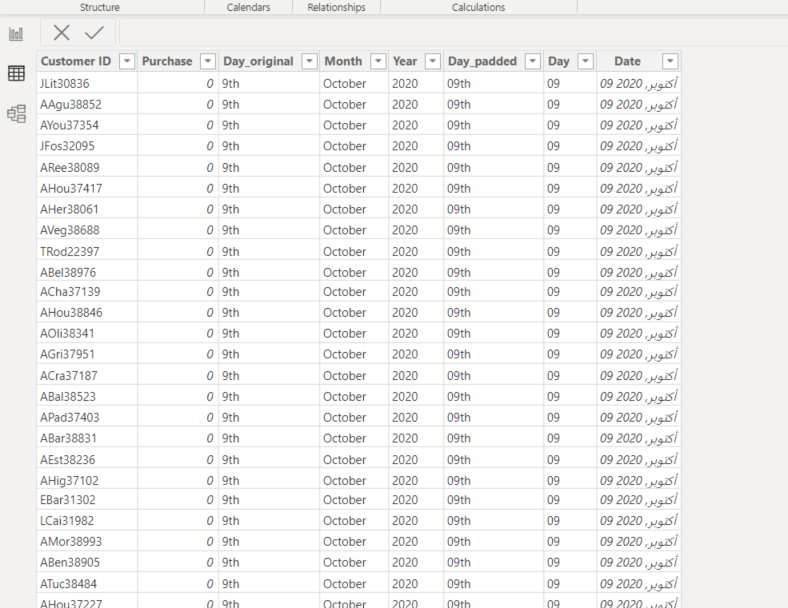 Structure Calendars Relationships Calculations
Customer ID Purchase Day_original Month Year Day_padded Day Date
JLit30836 0 9th October 2020 09th 09 09 أكتوبر, 2020
AAgu38852 0 9th October 2020 09th 09 09 أكتوبر, 2020
AYou37354 0 9th October 2020 09th 09 09 أكتوبر, 2020
JFos32095 0 9th October 2020 09th 09 09 أكتوبر, 2020
ARee38089 0 9th October 2020 09th 09 09 أكتوبر, 2020
AHou37417 0 9th October 2020 09th 09 09 أكتوبر, 2020
AHer38061 0 9th October 2020 09th 09 09 أكتوبر, 2020
AVeg38688 0 9th October 2020 09th 09 09 أكتوبر, 2020
TRod22397 0 9th October 2020 09th 09 09 أكتوبر, 2020
ABel38976 0 9th October 2020 09th 09 09 أكتوبر, 2020
ACha37139 0 9th October 2020 09th 09 09 أكتوبر, 2020
AHou38846 0 9th October 2020 09th 09 09 أكتوبر, 2020
AOli38341 0 9th October 2020 09th 09 09 أكتوبر, 2020
AGri37951 0 9th October 2020 09th 09 09 أكتوبر, 2020
ACra37187 0 9th October 2020 09th 09 09 أكتوبر, 2020
ABal38523 0 9th October 2020 09th 09 09 أكتوبر, 2020
APad37403 0 9th October 2020 09th 09 09 أكتوبر, 2020
ABar38831 0 9th October 2020 09th 09 09 أكتوبر, 2020
AEst38236 0 9th October 2020 09th 09 09 أكتوبر, 2020
AHig37102 0 9th October 2020 09th 09 09 أكتوبر, 2020
EBar31302 0 9th October 2020 09th 09 09 أكتوبر, 2020
LCai31982 0 9th October 2020 09th 09 09 أكتوبر, 2020
AMor38993 0 9th October 2020 09th 09 09 أكتوبر, 2020
ABen38905 0 9th October 2020 09th 09 09 أكتوبر, 2020
ATuc38484 0 9th October 2020 09th 09 09 أكتوبر, 2020
AHou37227 0 9th October 2020 09th 09 09 أكتوبر, 2020